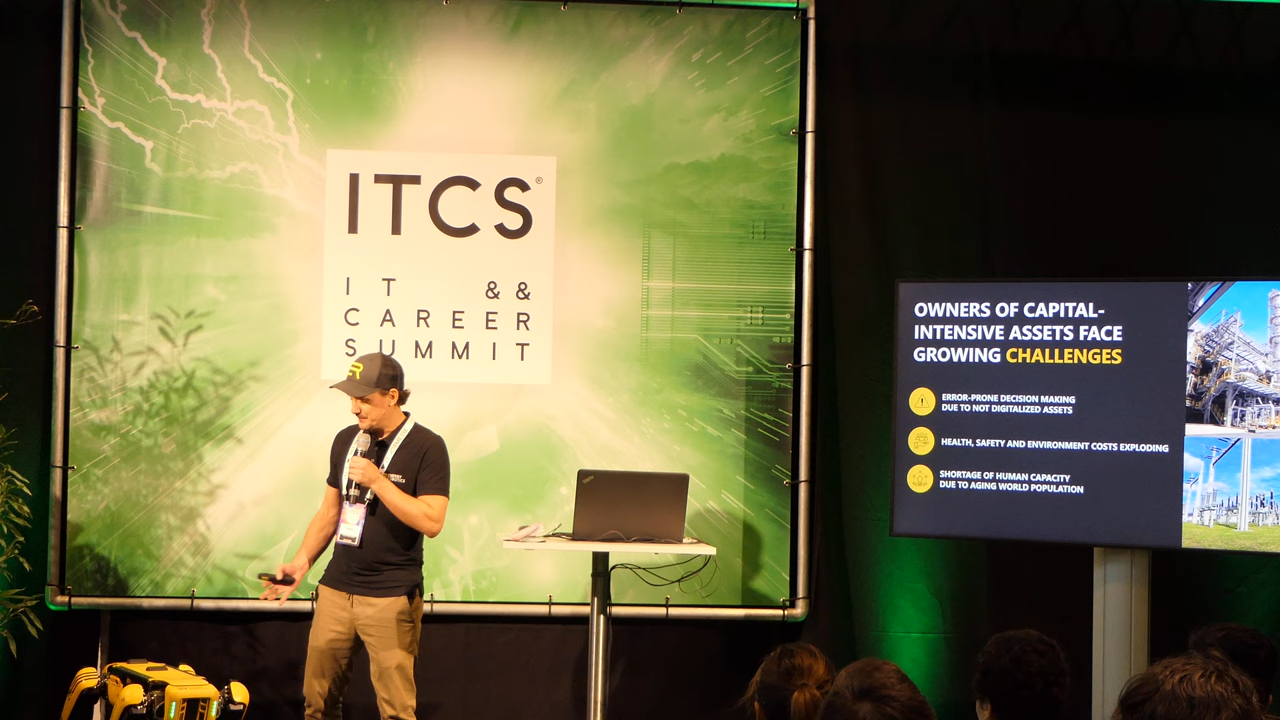 ITCS®
IT &&
CAREER
SUMMIT
OWNERS OF CAPITAL-
INTENSIVE ASSETS FACE
GROWING CHALLENGES
ERROR-PRONE DECISION MAKING
DUE TO NOT DIGITALIZED ASSETS
HEALTH, SAFETY AND ENVIRONMENT COSTS EXPLODING
SHORTAGE OF HUMAN CAPACITY
DUE TO AGING WORLD POPULATION